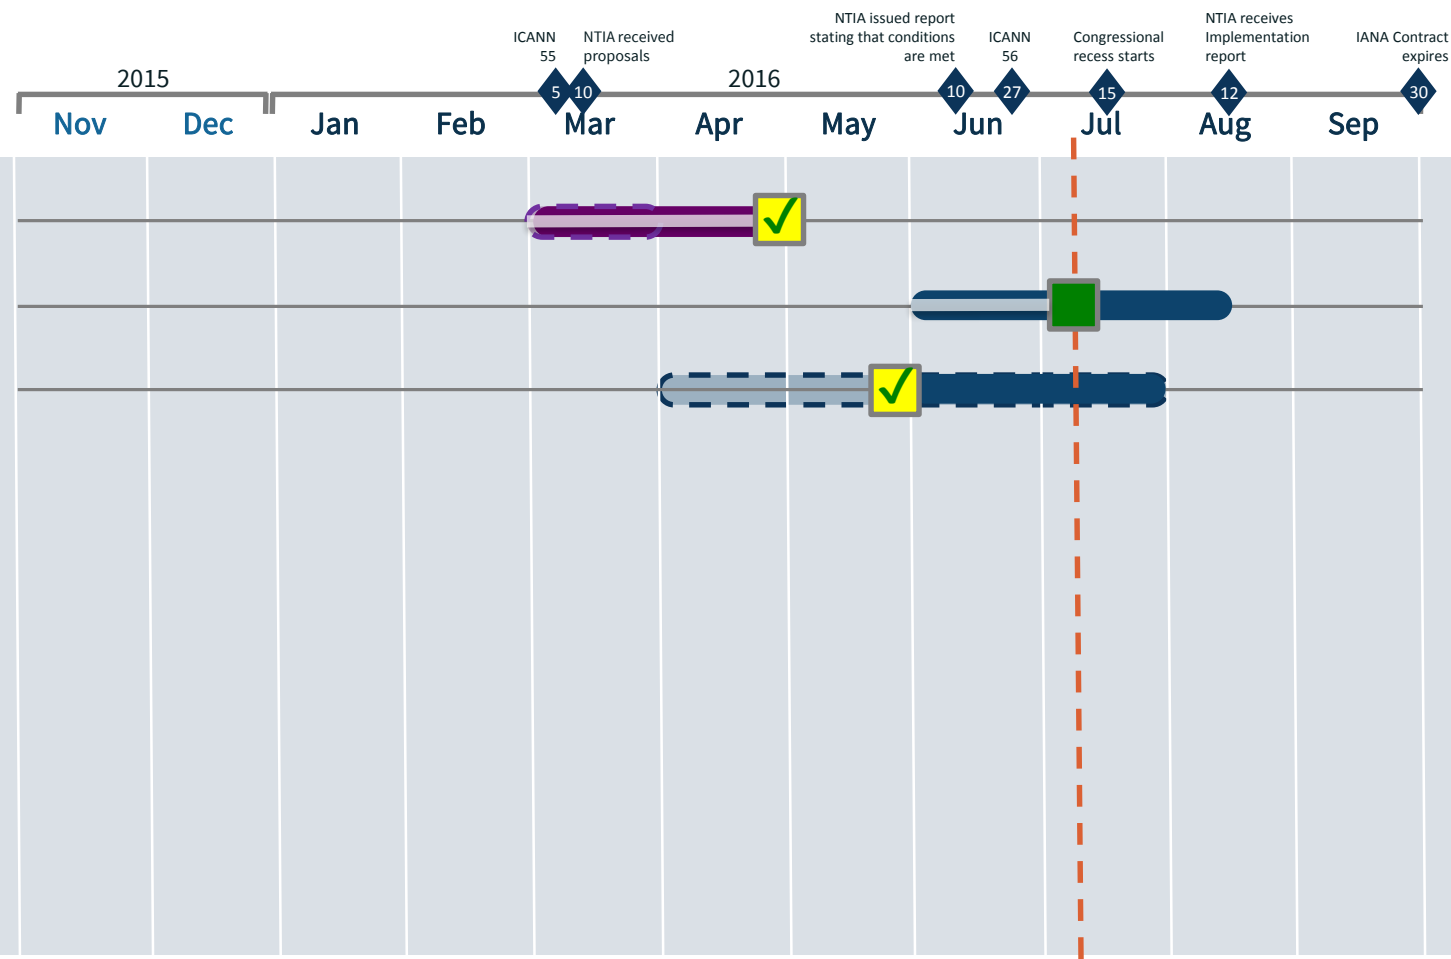 NTIA issued report
stating that conditions
are met
NTIA receives
Implementation
report
ICANN
55
NTIA received
proposals
ICANN
56
Congressional
recess starts
IANA Contract
expires
2015
2016
5
10
10
27
15
12
30
Nov
Dec
Jan
Feb
Mar
Apr
May
Jun
Jul
Aug
Sep